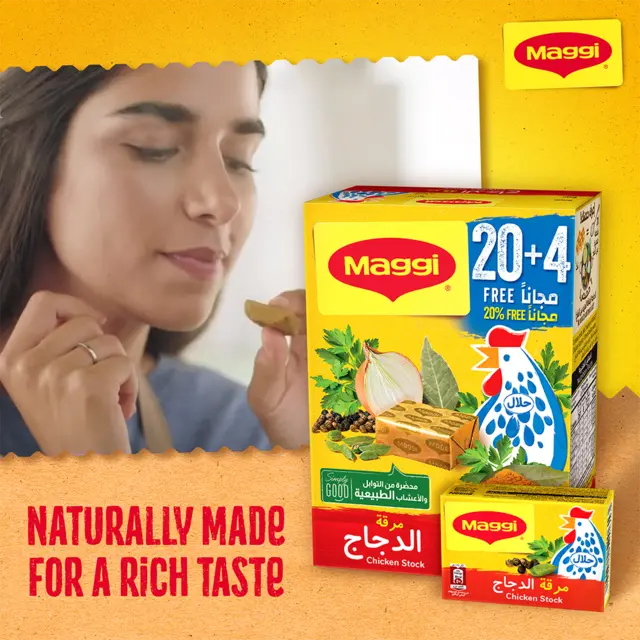 Maggi
Maggi
20+4
FREE مجاناً
20% FREE مجاناً
حلال
Maggi
Simply
GOOD
محضرة من التوابل
والأعشاب الطبيعية
مرقة
الدجاج
Chicken Stock
Maggi
حلال
مرقة الدجاج
Chicken Stock
NATURALLY MADE
FOR A RICH TASTE